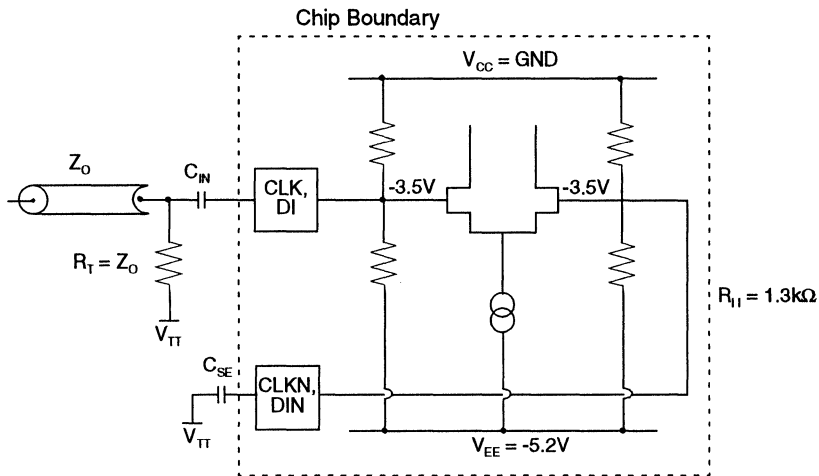 Chip Boundary
V_CC = GND
Z_O
C_IN
CLK,
DI
-3.5V
-3.5V
R_T = Z_O
V_TT
R_II = 1.3kΩ
C_SE
CLKN,
DIN
V_TT
V_EE = -5.2V